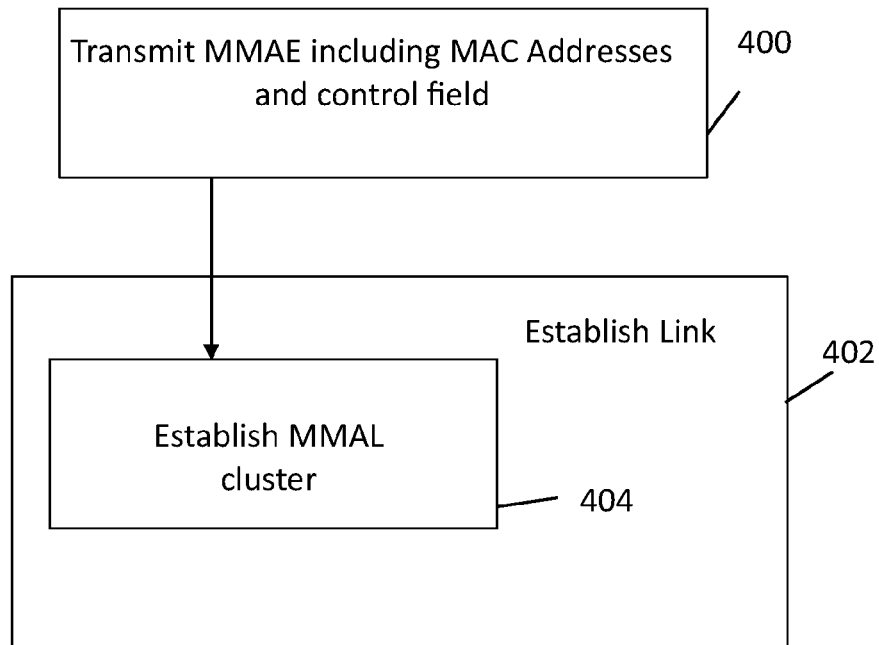 Transmit MMAE including MAC Addresses
and control field
400
Establish Link
402
Establish MMAL
cluster
404